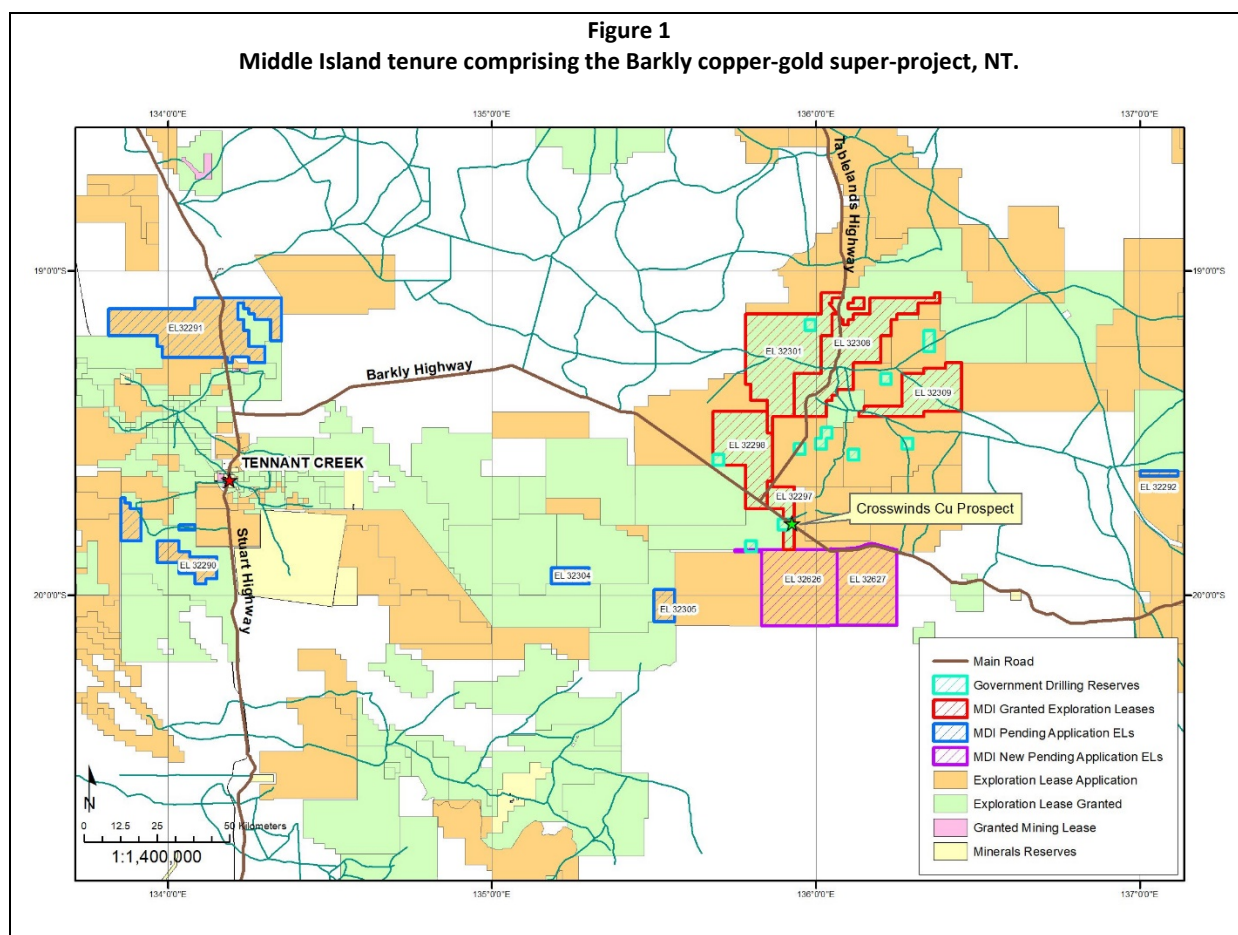 Figure 1
Middle Island tenure comprising the Barkly copper-gold super-project, NT.
134°0'0"E
135°0'0"E
136°0'0"E
137°0'0"E
Tablelands Highway
19°0'0"S
19°0'0"S
EL32291
EL 32308
EL 32301
Barkly Highway
EL 32309
EL 32298
TENNANT CREEK
EL 32297
EL 32292
Crosswinds Cu Prospect
Stuart Highway
EL 32290
EL 32304
EL 32626
EL 32627
20°0'0"S
20°0'0"S
EL32305
Main Road
Government Drilling Reserves
MDI Granted Exploration Leases
MDI Pending Application ELs
MDI New Pending Application ELs
Exploration Lease Application
Exploration Lease Granted
Granted Mining Lease
Minerals Reserves
N
0 12.5 25 50 Kilometers
1:1,400,000
134°0'0"E
135°0'0"E
136°0'0"E
137°0'0"E